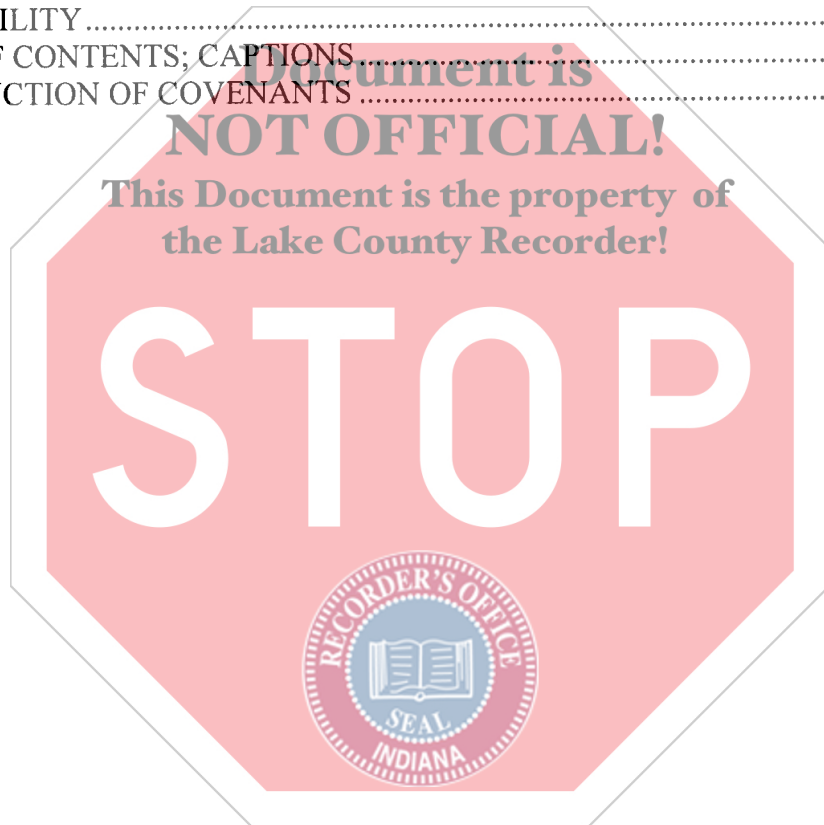 ILITY
F CONTENTS; CAPTIONS
CTION OF COVENANTS
Document is
NOT OFFICIAL!
This Document is the property of
the Lake County Recorder!
STOP
RECORDER'S OFFICE
SEAL
INDIANA